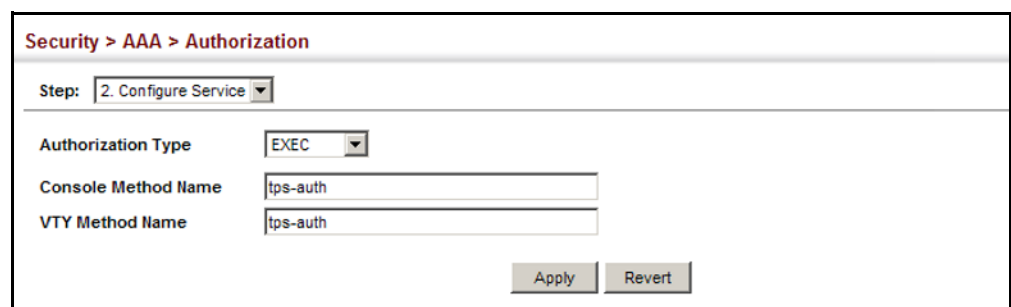 Security > AAA > Authorization
Step: 2. Configure Service
Authorization Type EXEC
Console Method Name tps-auth
VTY Method Name tps-auth
Apply Revert